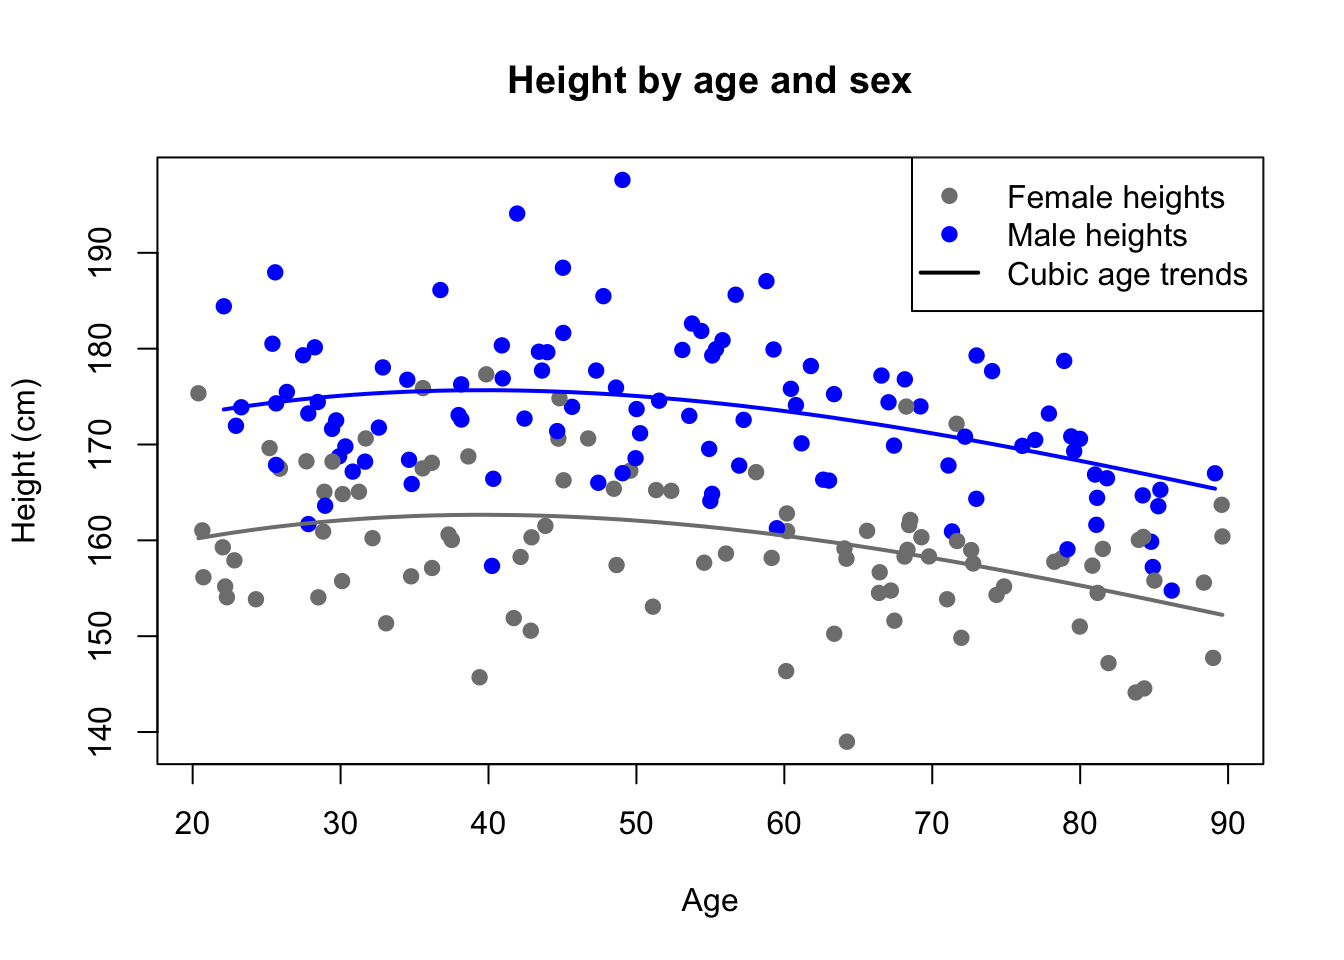 Height by age and sex
Female heights
Male heights
Cubic age trends
Height (cm)
190
180
170
160
150
140
20 30 40 50 60 70 80 90
Age